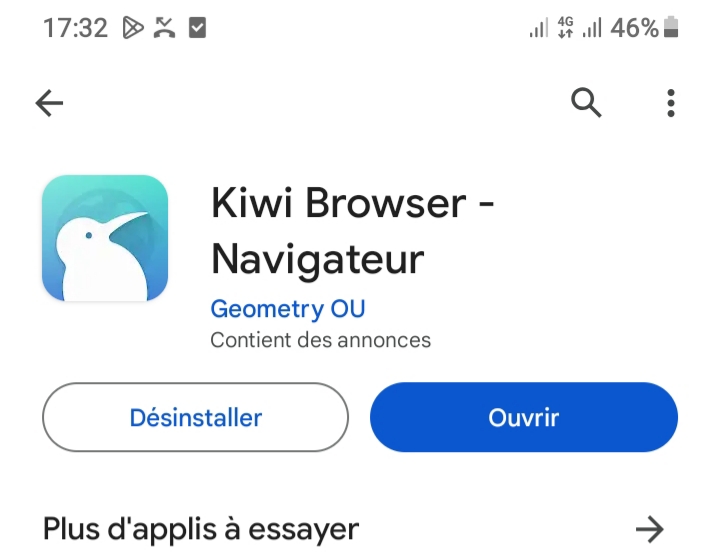 17:32 4G 46%
Kiwi Browser -
Navigateur
Geometry OU
Contient des annonces
Désinstaller Ouvrir
Plus d'applis à essayer